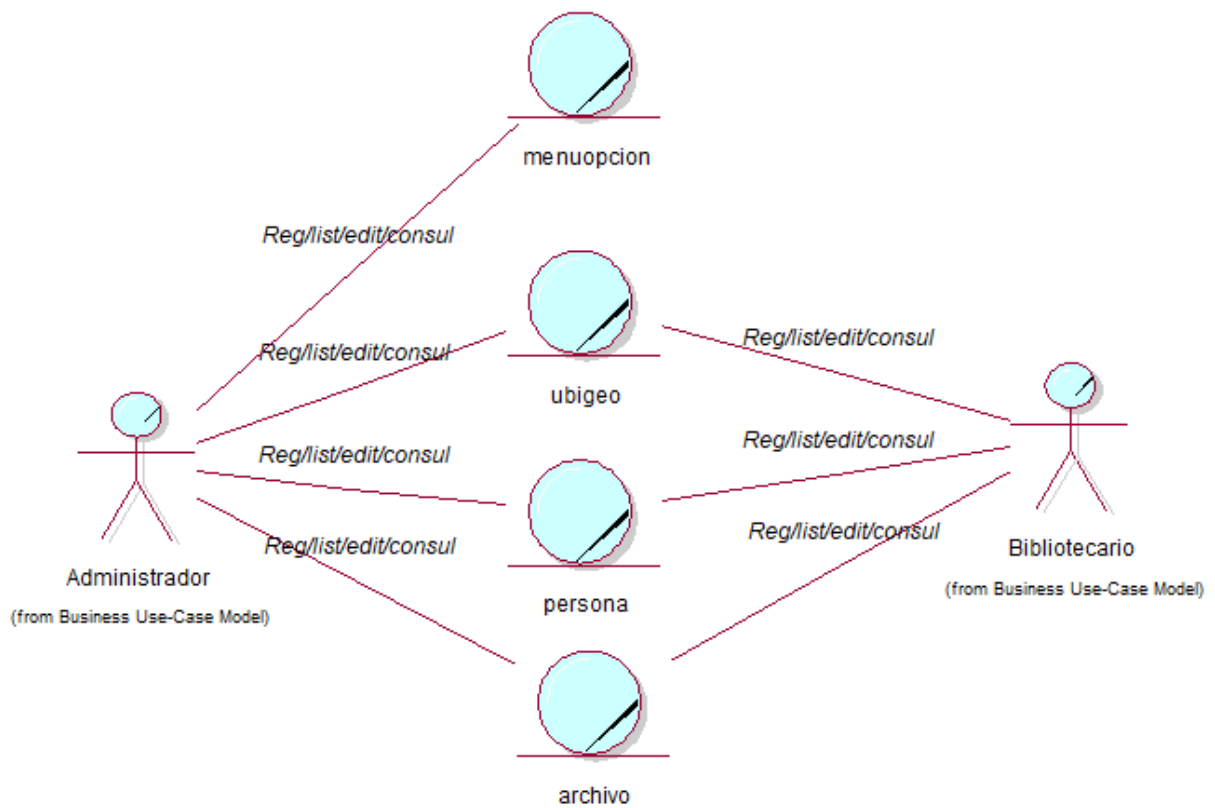 menuopcion
Reg/list/edit/consul
Reg/list/edit/consul
Reg/list/edit/consul
ubigeo
Reg/list/edit/consul
Reg/list/edit/consul
Reg/list/edit/consul
Reg/list/edit/consul
Administrador
(from Business Use-Case Model)
Bibliotecario
(from Business Use-Case Model)
persona
archivo